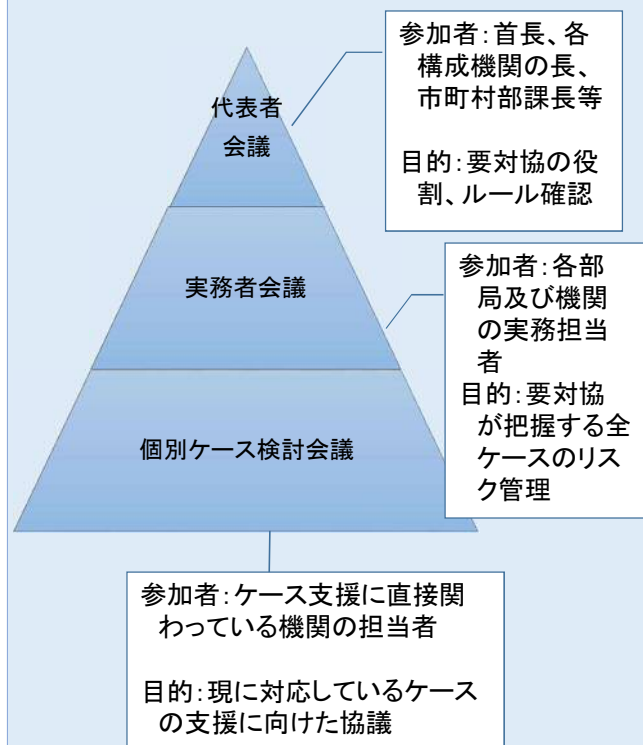 代表者
会議
参加者：首長、各
構成機関の長、
市町村部課長等
目的：要対協の役
割、ルール確認
実務者会議
参加者：各部
局及び機関
の実務担当
者
目的：要対協
が把握する全
ケースのリス
ク管理
個別ケース検討会議
参加者：ケース支援に直接関
わっている機関の担当者
目的：現に対応しているケース
の支援に向けた協議